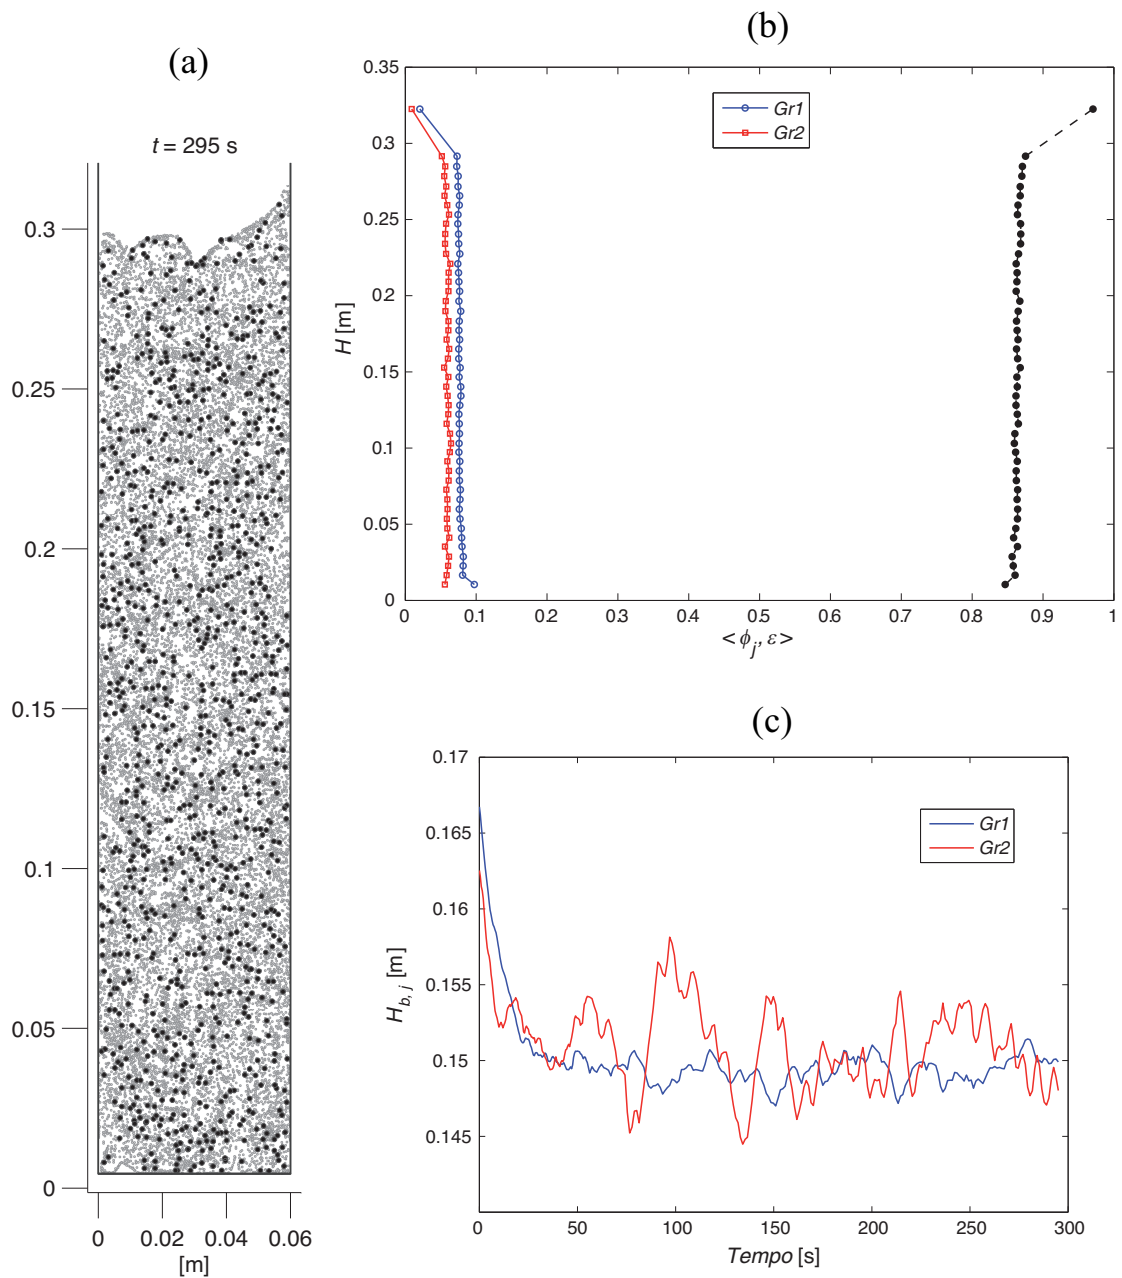 (a)
t = 295 s
0.3
0.25
0.2
0.15
0.1
0.05
0
0 0.02 0.04 0.06
[m]
(b)
0.35
0.3
0.25
0.2
0.15
0.1
0.05
0
H [m]
Gr1
Gr2
0 0.1 0.2 0.3 0.4 0.5 0.6 0.7 0.8 0.9 1
<ϕj, ε>
(c)
0.17
0.165
0.16
0.155
0.15
0.145
Hb, j [m]
Gr1
Gr2
0 50 100 150 200 250 300
Tempo [s]